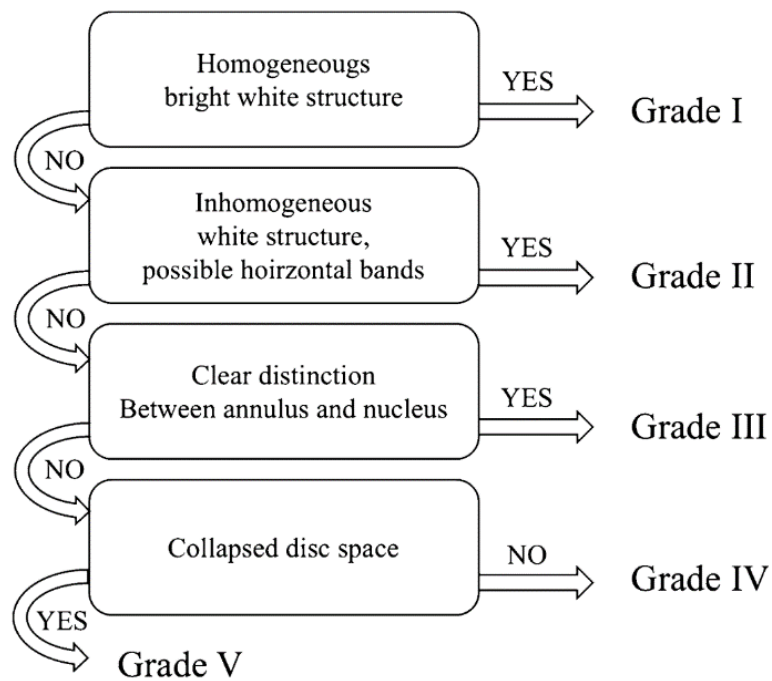 Homogeneougs
bright white structure
YES
Grade I
NO
Inhomogeneous
white structure,
possible hoirzontal bands
YES
Grade II
NO
Clear distinction
Between annulus and nucleus
YES
Grade III
NO
Collapsed disc space
NO
Grade IV
YES
Grade V